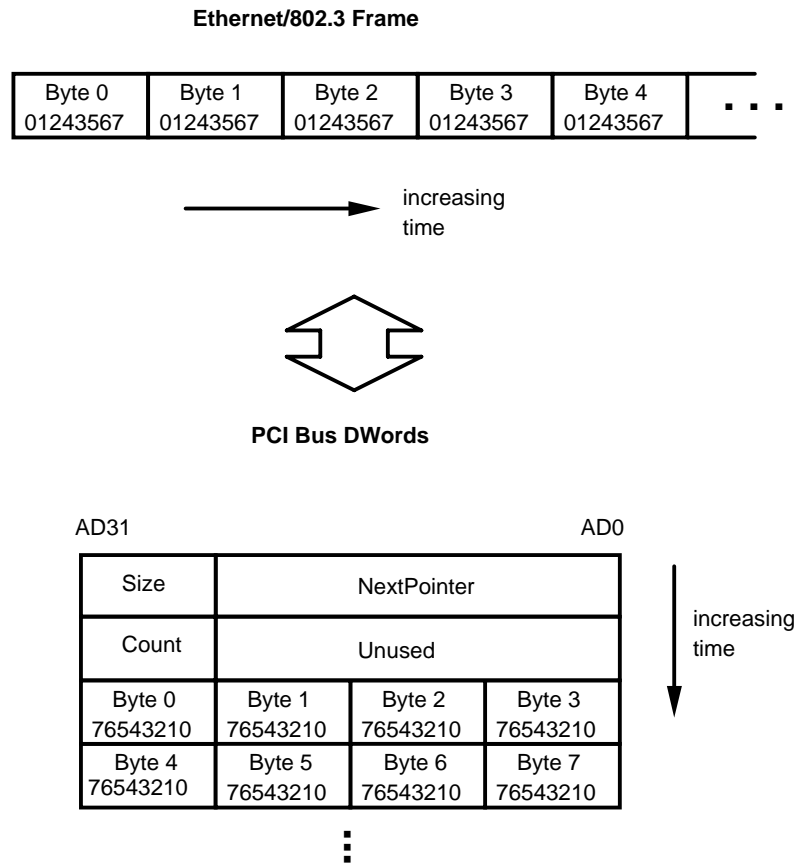 Ethernet/802.3 Frame
Byte 0 Byte 1 Byte 2 Byte 3 Byte 4
01243567 01243567 01243567 01243567 01243567 . . .
increasing
time
PCI Bus DWords
AD31 AD0
Size NextPointer
Count Unused
increasing
time
Byte 0 Byte 1 Byte 2 Byte 3
76543210 76543210 76543210 76543210
Byte 4 Byte 5 Byte 6 Byte 7
76543210 76543210 76543210 76543210